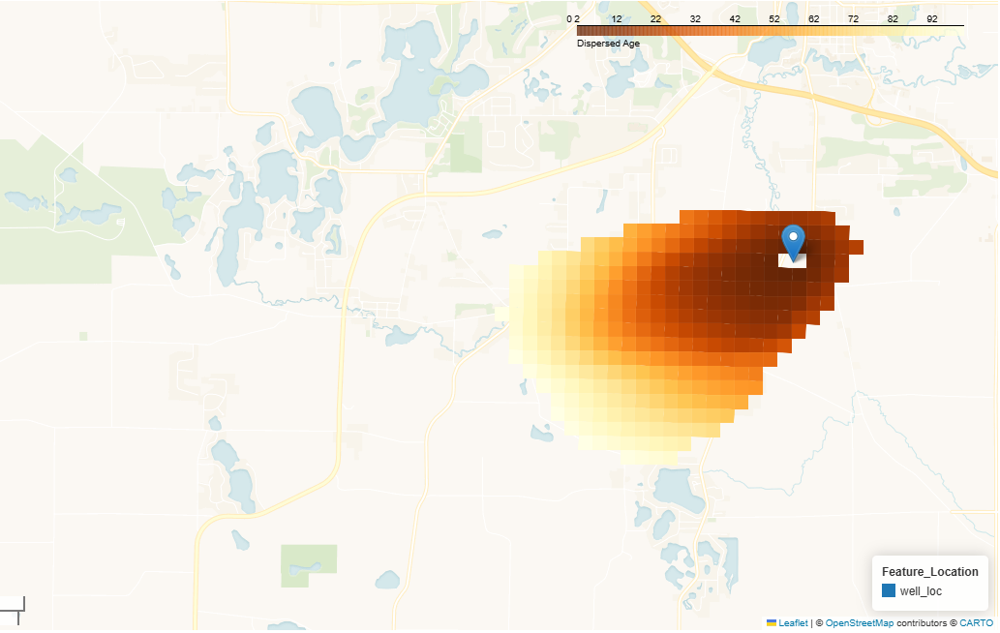 0 2 12 22 32 42 52 62 72 82 92
Dispersed Age
Feature_Location
well_loc
Leaflet | © OpenStreetMap contributors © CARTO